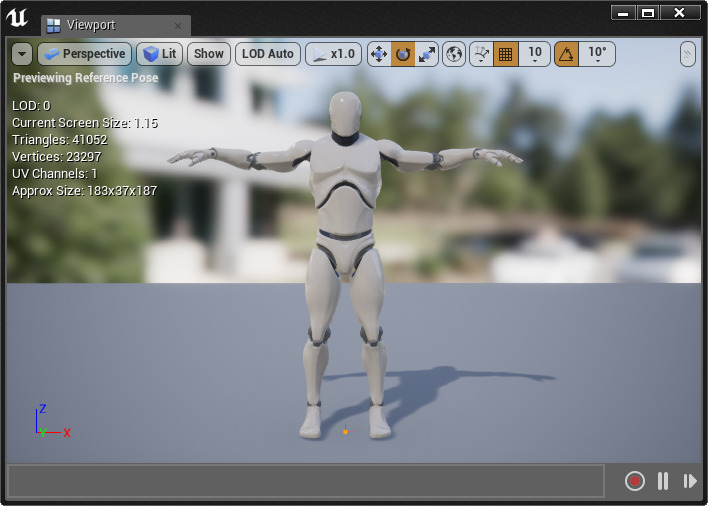 Viewport
Perspective Lit Show LOD Auto x1.0 10 10°
Previewing Reference Pose
LOD: 0
Current Screen Size: 1.15
Triangles: 41052
Vertices: 23297
UV Channels: 1
Approx Size: 183x37x187
Z
X